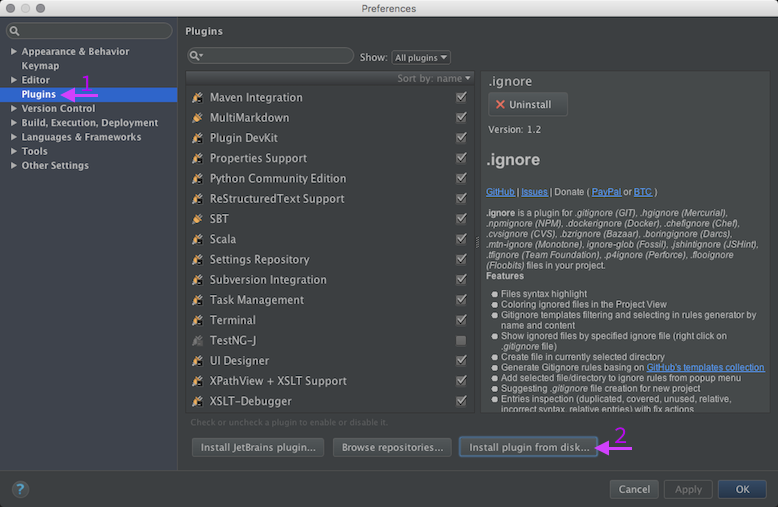 Preferences
Appearance & Behavior
Keymap
Editor
Plugins
1
Version Control
Build, Execution, Deployment
Languages & Frameworks
Tools
Other Settings
Plugins
Show: All plugins
Sort by: name
Maven Integration
MultiMarkdown
Plugin DevKit
Properties Support
Python Community Edition
ReStructuredText Support
SBT
Scala
Settings Repository
Subversion Integration
Task Management
Terminal
TestNG-J
UI Designer
XPathView + XSLT Support
XSLT-Debugger
Check or uncheck a plugin to enable or disable it.
Install JetBrains plugin...
Browse repositories...
Install plugin from disk...
2
.ignore
Uninstall
Version: 1.2
.ignore
GitHub | Issues | Donate ( PayPal or BTC )
.ignore is a plugin for .gitignore (GIT), .hgignore (Mercurial),
.npmignore (NPM), .dockerignore (Docker), .chefignore (Chef),
.cvsignore (CVS), .bzrignore (Bazaar), .boringignore (Darcs),
.mtn-ignore (Monotone), ignore-glob (Fossil), .jshintignore (JSHint),
.tfignore (Team Foundation), .p4ignore (Perforce), .flooignore
(Floobits) files in your project.
Features
Files syntax highlight
Coloring ignored files in the Project View
Gitignore templates filtering and selecting in rules generator by
name and content
Show ignored files by specified ignore file (right click on
.gitignore file)
Create file in currently selected directory
Generate Gitignore rules basing on GitHub's templates collection
Add selected file/directory to ignore rules from popup menu
Suggesting .gitignore file creation for new project
Entries inspection (duplicated, covered, unused, relative,
incorrect syntax, relative entries) with fix actions
?
Cancel
Apply
OK